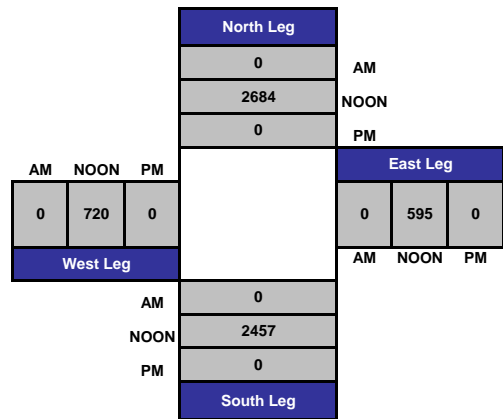 North Leg
0 AM
2684 NOON
0 PM
AM NOON PM East Leg
0 720 0 0 595 0
West Leg AM NOON PM
AM 0
NOON 2457
PM 0
South Leg